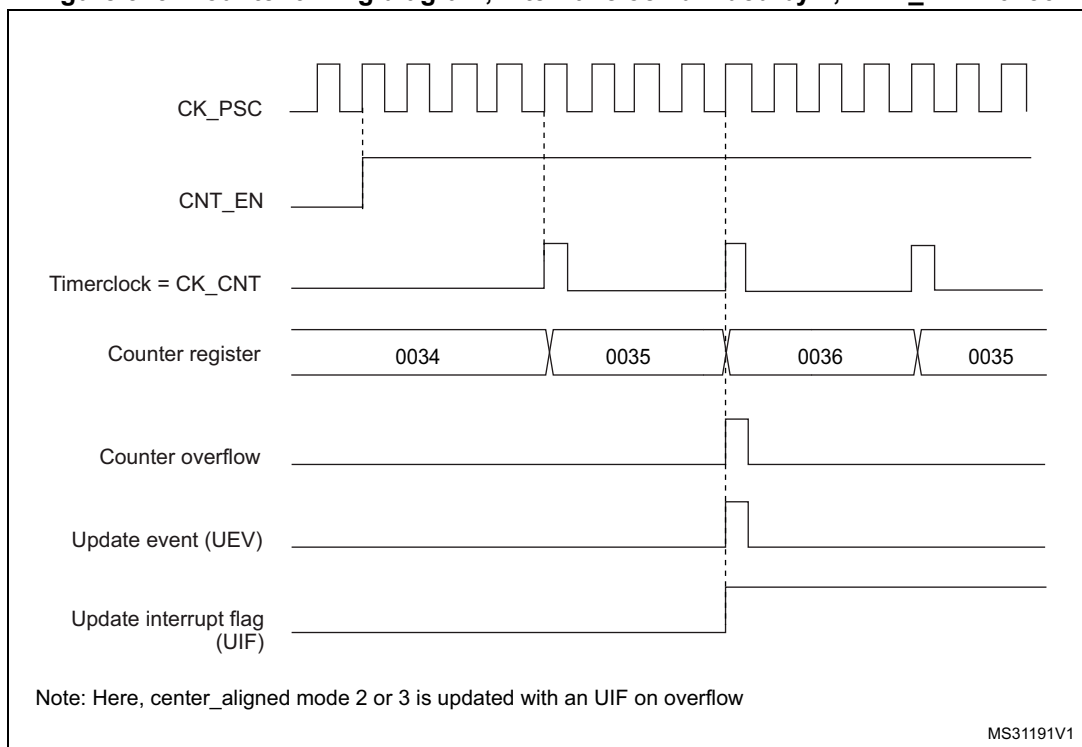 CK_PSC
CNT_EN
Timerclock = CK_CNT
Counter register
0034
0035
0036
0035
Counter overflow
Update event (UEV)
Update interrupt flag
(UIF)
Note: Here, center_aligned mode 2 or 3 is updated with an UIF on overflow
MS31191V1